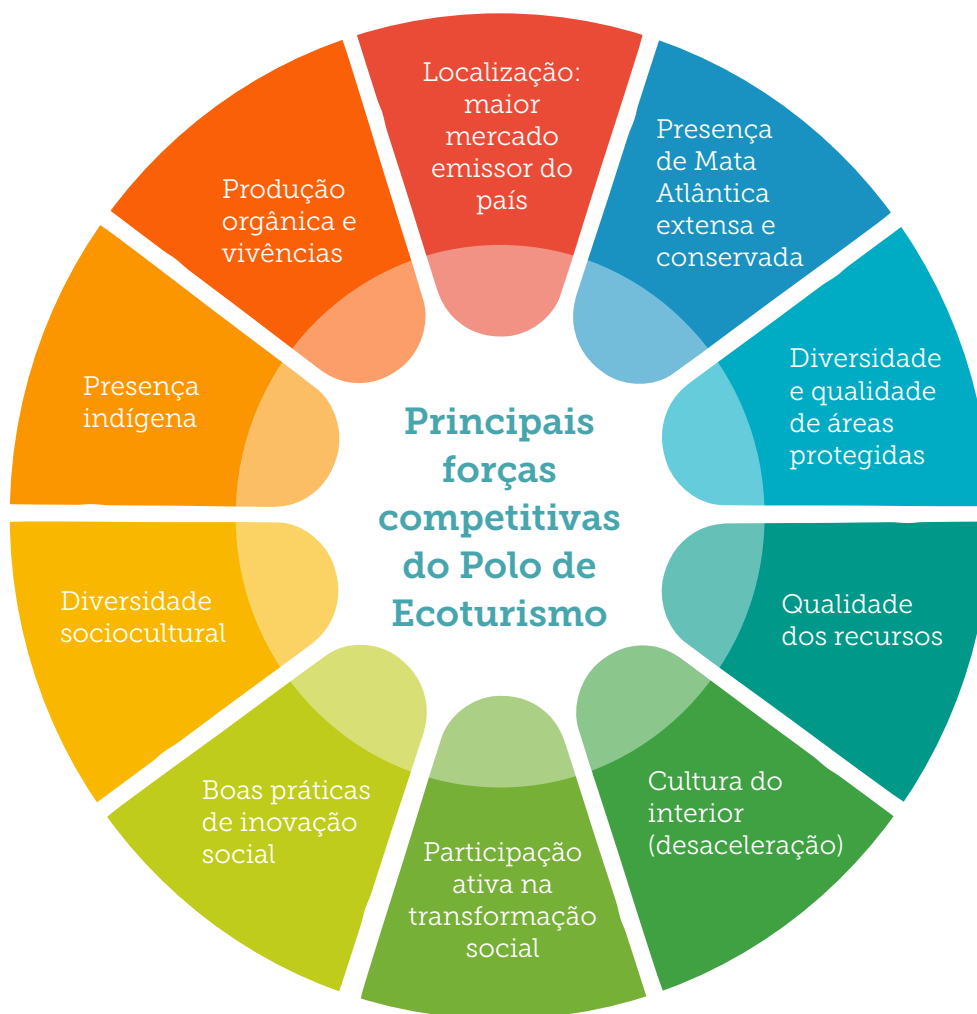 Localização:
maior
mercado
emissor do
país
Presença
de Mata
Atlântica
extensa e
conservada
Diversidade
e qualidade
de áreas
protegidas
Qualidade
dos recursos
Cultura do
interior
(desaceleração)
Participação
ativa na
transformação
social
Boas práticas
de inovação
social
Diversidade
sociocultural
Presença
indígena
Produção
orgânica e
vivências
Principais
forças
competitivas
do Polo de
Ecoturismo